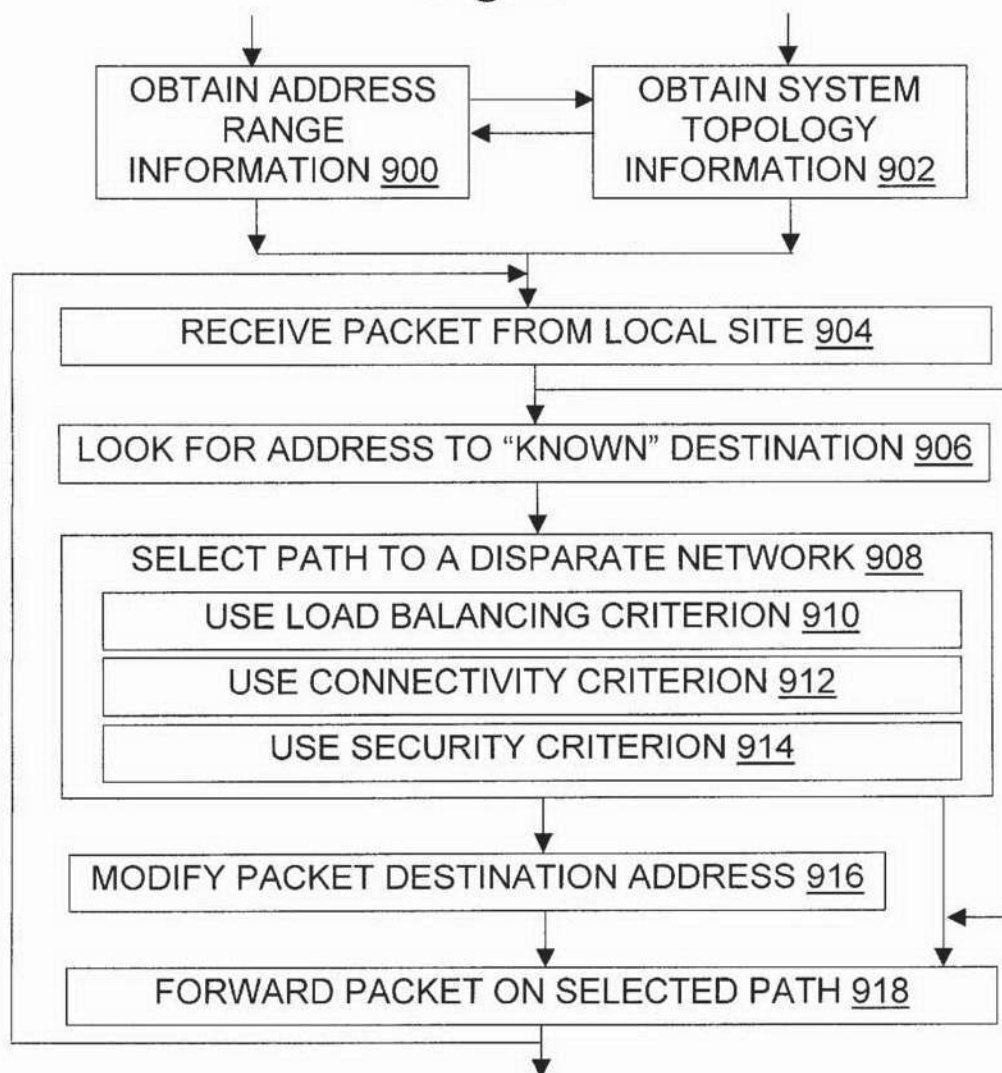 OBTAIN ADDRESS
RANGE
INFORMATION 900
OBTAIN SYSTEM
TOPOLOGY
INFORMATION 902
RECEIVE PACKET FROM LOCAL SITE 904
LOOK FOR ADDRESS TO “KNOWN” DESTINATION 906
SELECT PATH TO A DISPARATE NETWORK 908
USE LOAD BALANCING CRITERION 910
USE CONNECTIVITY CRITERION 912
USE SECURITY CRITERION 914
MODIFY PACKET DESTINATION ADDRESS 916
FORWARD PACKET ON SELECTED PATH 918